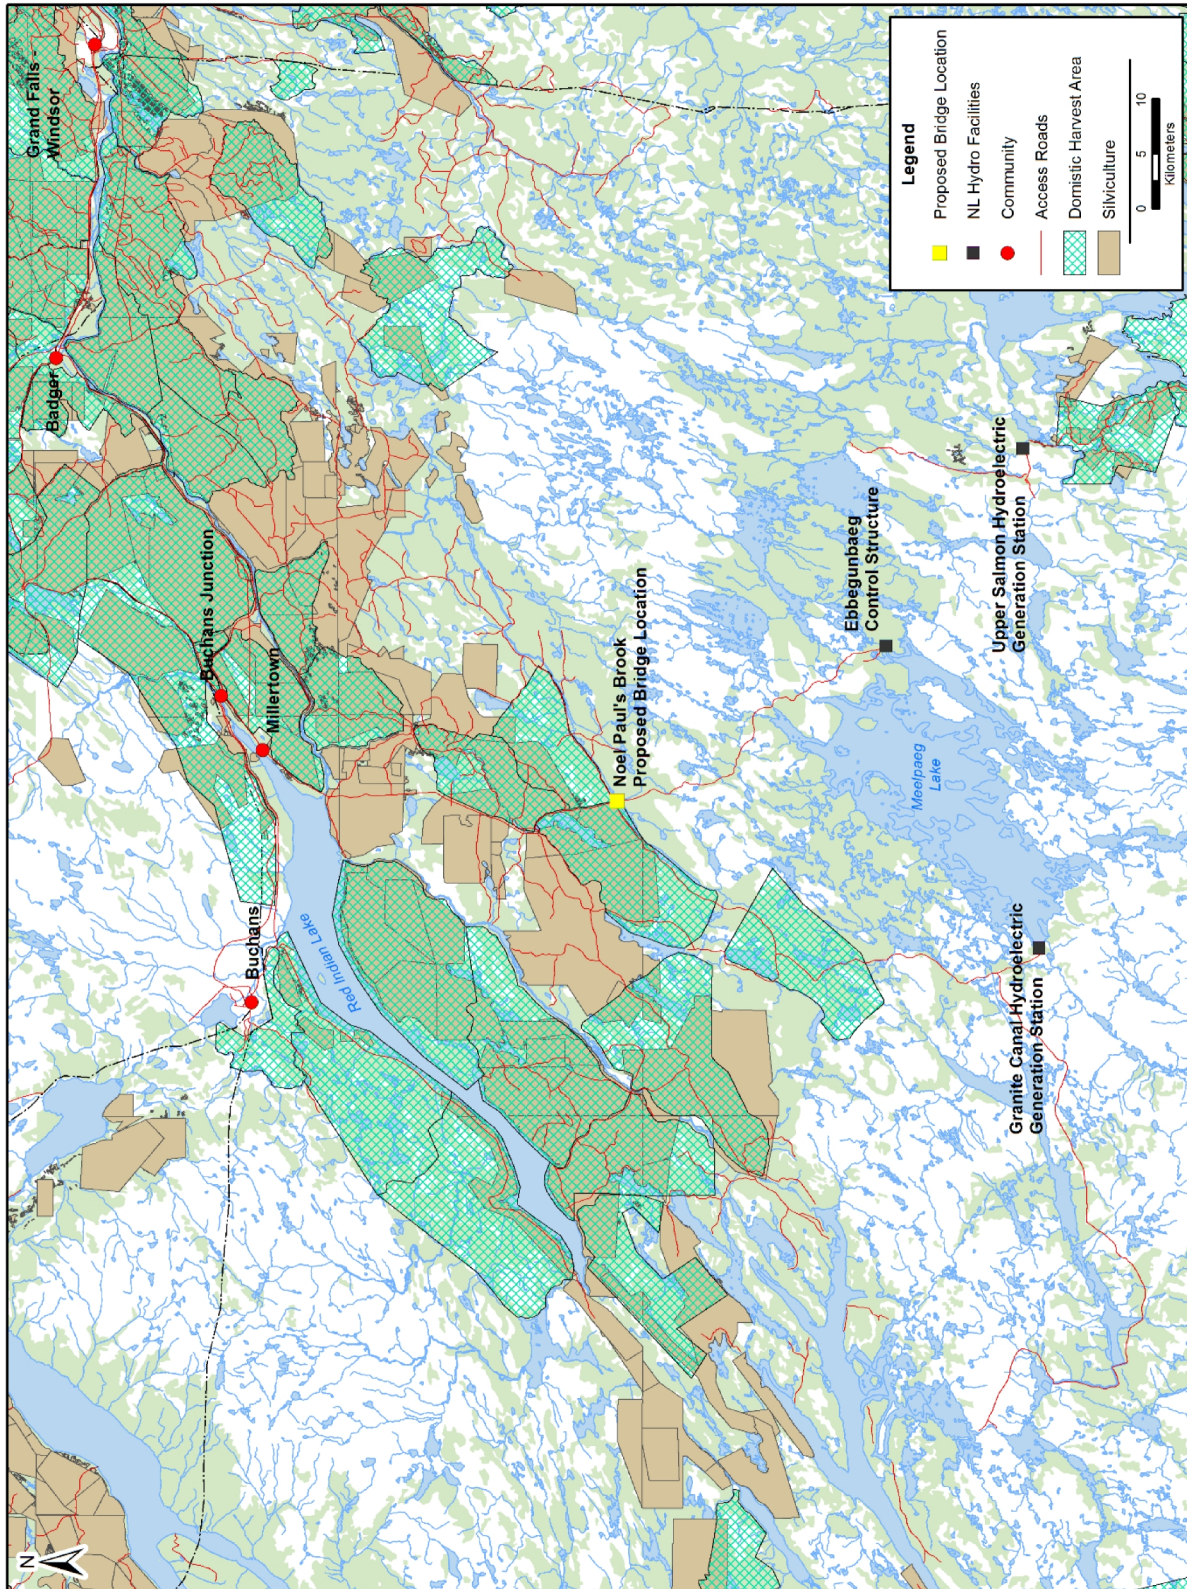 Grand Falls -
Windsor
Badger
Buchans Junction
Millertown
Buchans
Red Indian Lake
Noel Paul's Brook
Proposed Bridge Location
Ebbegunbaeg
Control Structure
Upper Salmon Hydroelectric
Generation Station
Meelpaeg
Lake
Granite Canal Hydroelectric
Generation Station
N
Legend
Proposed Bridge Location
NL Hydro Facilities
Community
Access Roads
Domistic Harvest Area
Silviculture
0 5 10
Kilometers